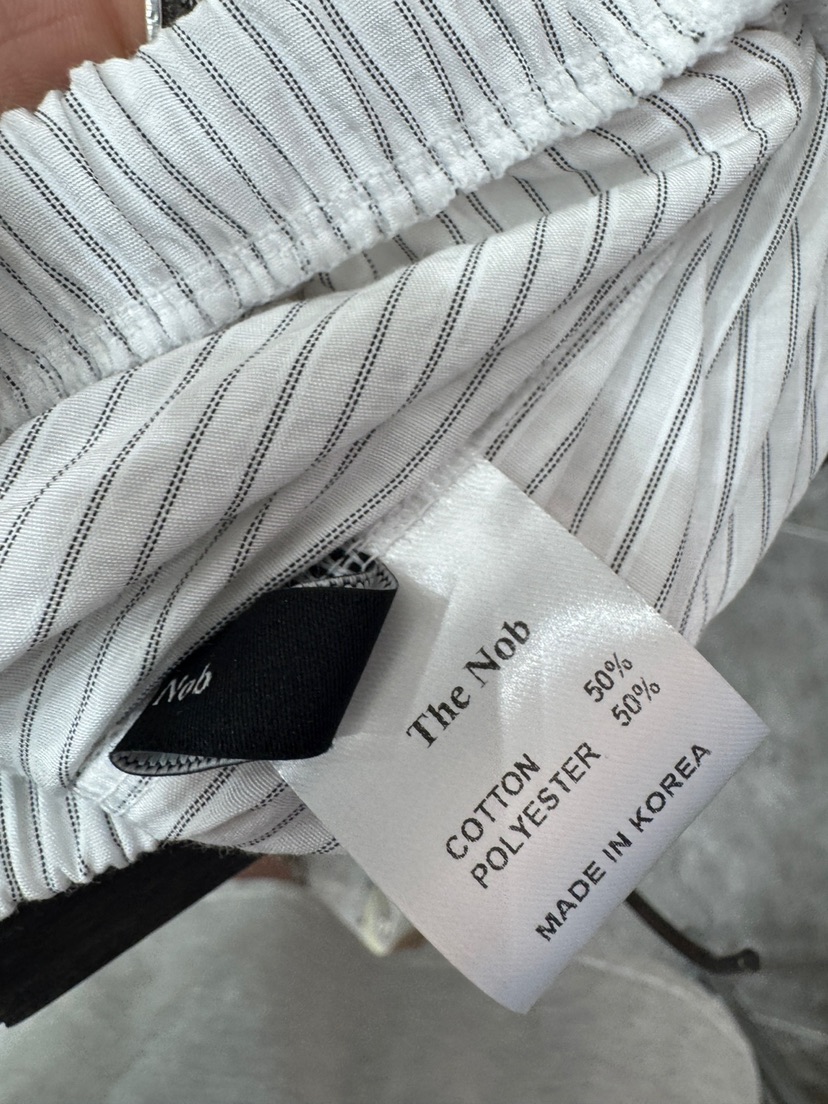 Nob
The Nob
COTTON 50%
POLYESTER 50%
MADE IN KOREA